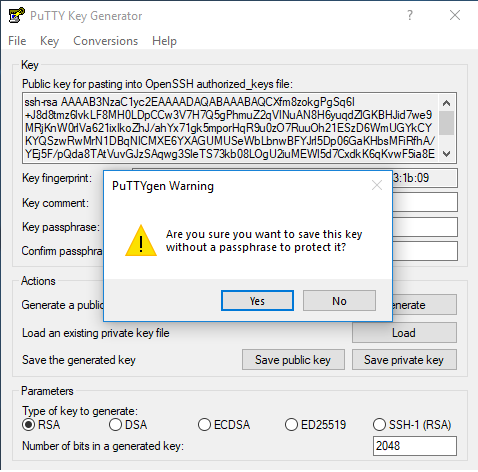 PuTTY Key Generator
File Key Conversions Help
Key
Public key for pasting into OpenSSH authorized_keys file:
ssh-rsa AAAAB3NzaC1yc2EAAAADAQABAAABAQCXfm8zokgPgSq6I
+J8d8tmz6lvkLF8MH0LDpCCw3V7H7Q5gPhmuZ2qVINuAN8H6yuqdZlGKBHJid7we9
MRjKnW0rlVa621ixIkoZhJ/ahYx71gk5mporHqR9u0zO7RuuOh21ESzD6WmUGYkCY
KYQSzwRwMrN1DBqNICMXE6YXAGUMUSeWbLbnwBFYJrl5Dp06GaKHbsMFiRfhA/
YEj5F/pQda8TAtVuvGJzSAqwg3SleTS73kb08LOgU2iuMEWl5d7CxdkK6qKvwF5ia8E
Key fingerprint: 3:1b:09
Key comment:
Key passphrase:
Confirm passphra
PuTTYgen Warning
Are you sure you want to save this key
without a passphrase to protect it?
Yes No
Actions
Generate a public enerate
Load an existing private key file Load
Save the generated key Save public key Save private key
Parameters
Type of key to generate:
RSA DSA ECDSA ED25519 SSH-1 (RSA)
Number of bits in a generated key: 2048